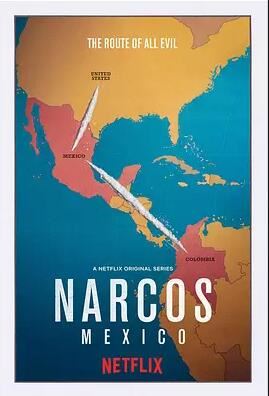 THE ROUTE OF ALL EVIL
UNITED
STATES
MEXICO
COLOMBIA
A NETFLIX ORIGINAL SERIES
NARCOS
MEXICO
NETFLIX